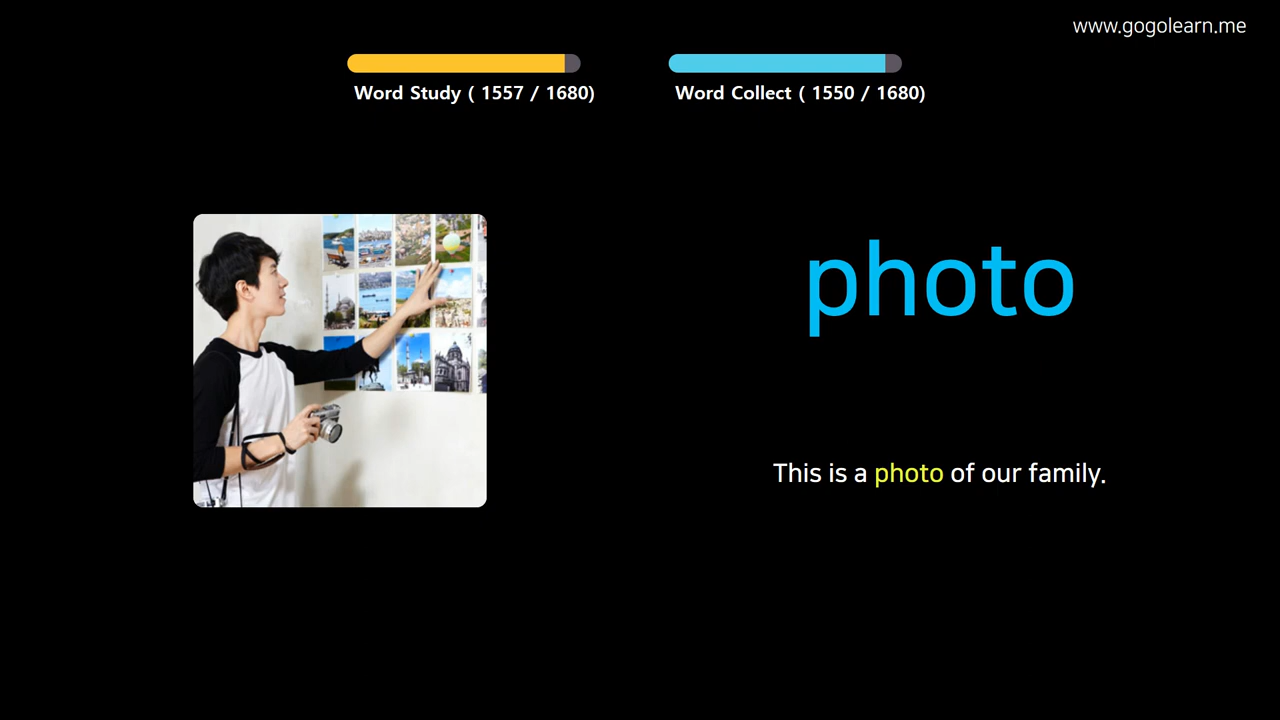 www.gogolearn.me
Word Study ( 1557 / 1680)
Word Collect ( 1550 / 1680)
photo
This is a photo of our family.